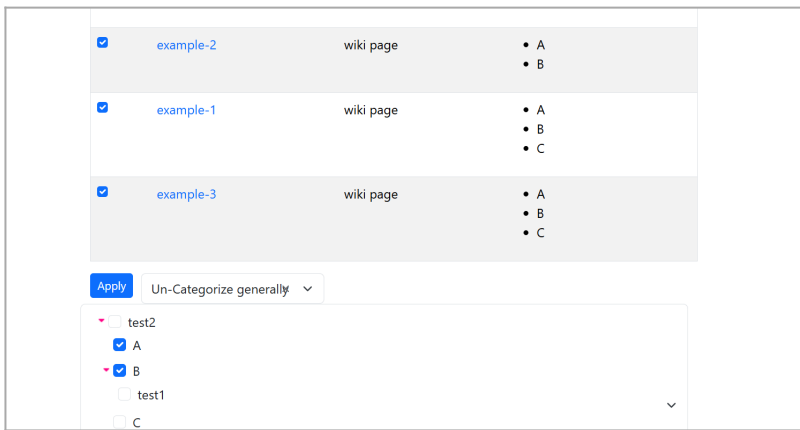 example-2 wiki page • A
• B
example-1 wiki page • A
• B
• C
example-3 wiki page • A
• B
• C
Apply Un-Categorize generally ×
test2
A
B
test1
C